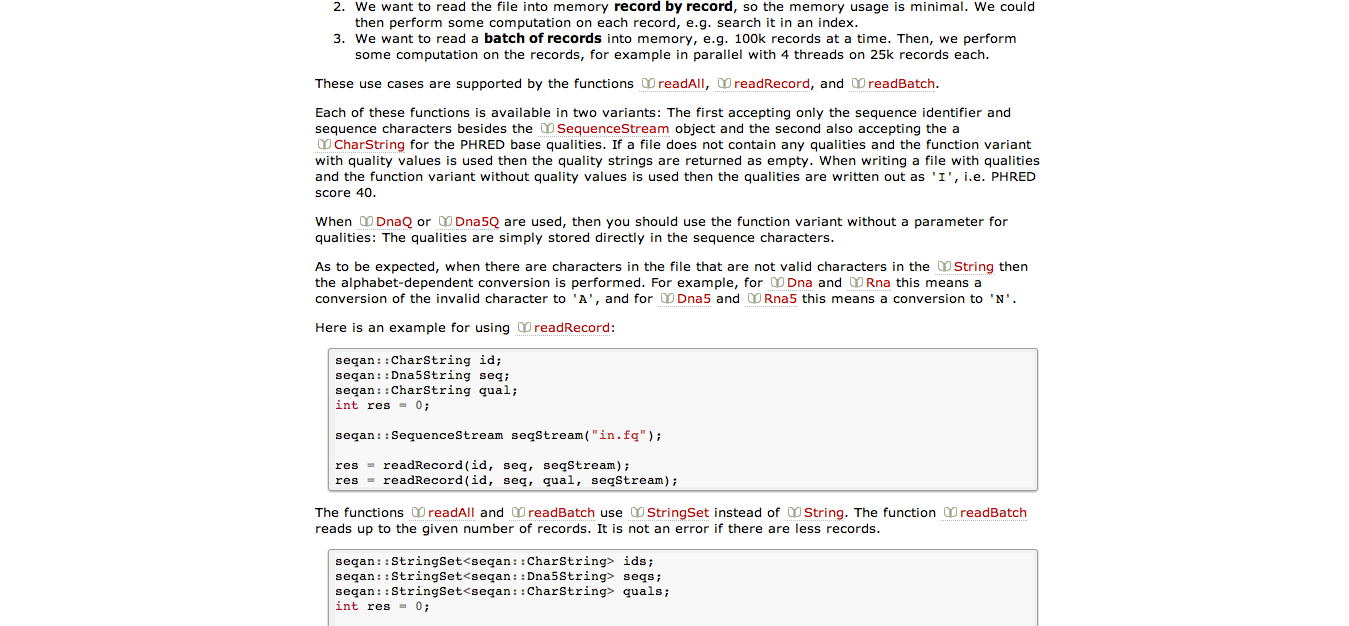 2. We want to read the file into memory record by record, so the memory usage is minimal. We could
then perform some computation on each record, e.g. search it in an index.
3. We want to read a batch of records into memory, e.g. 100k records at a time. Then, we perform
some computation on the records, for example in parallel with 4 threads on 25k records each.
These use cases are supported by the functions readAll, readRecord, and readBatch.
Each of these functions is available in two variants: The first accepting only the sequence identifier and
sequence characters besides the SequenceStream object and the second also accepting the a
CharString for the PHRED base qualities. If a file does not contain any qualities and the function variant
with quality values is used then the quality strings are returned as empty. When writing a file with qualities
and the function variant without quality values is used then the qualities are written out as 'I', i.e. PHRED
score 40.
When DnaQ or Dna5Q are used, then you should use the function variant without a parameter for
qualities: The qualities are simply stored directly in the sequence characters.
As to be expected, when there are characters in the file that are not valid characters in the String then
the alphabet-dependent conversion is performed. For example, for Dna and Rna this means a
conversion of the invalid character to 'A', and for Dna5 and Rna5 this means a conversion to 'N'.
Here is an example for using readRecord:
seqan::CharString id;
seqan::Dna5String seq;
seqan::CharString qual;
int res = 0;
seqan::SequenceStream seqStream("in.fq");
res = readRecord(id, seq, seqStream);
res = readRecord(id, seq, qual, seqStream);
The functions readAll and readBatch use StringSet instead of String. The function readBatch
reads up to the given number of records. It is not an error if there are less records.
seqan::StringSet<seqan::CharString> ids;
seqan::StringSet<seqan::Dna5String> seqs;
seqan::StringSet<seqan::CharString> quals;
int res = 0;